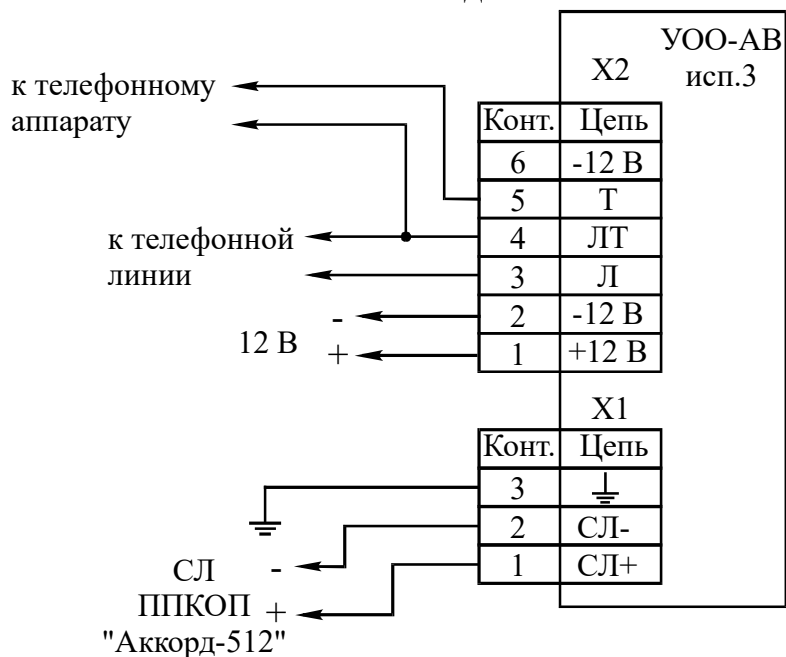 УОО-АВ
исп.3
X2
к телефонному
аппарату
Конт. Цепь
6 -12 В
5 Т
4 ЛТ
3 Л
2 -12 В
1 +12 В
к телефонной
линии
-
12 В
+
X1
Конт. Цепь
3
2 СЛ-
1 СЛ+
СЛ -
ППКОП +
"Аккорд-512"